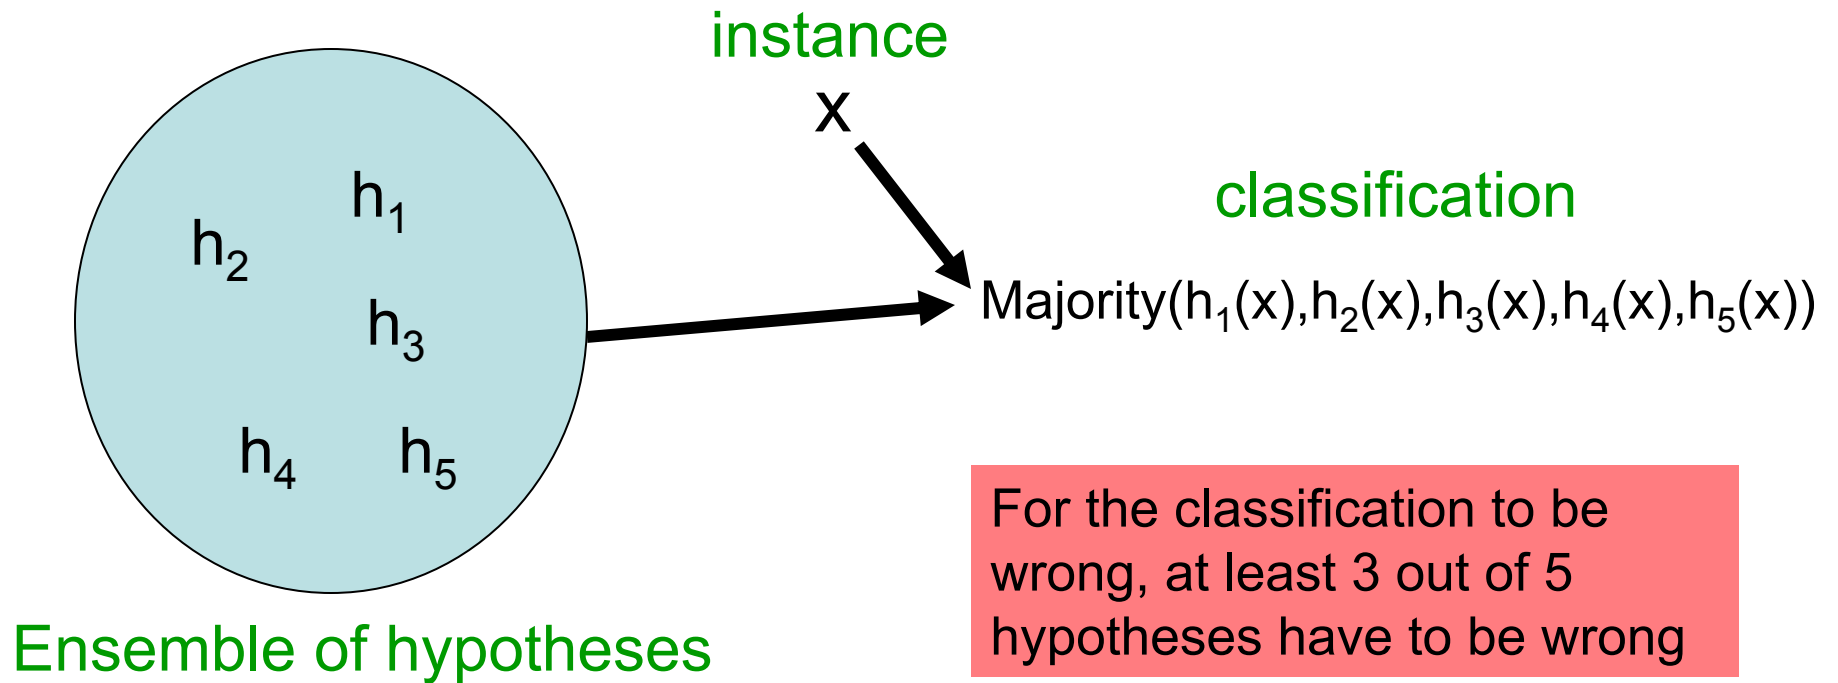 instance
x
classification
h₁
h₂
h₃
h₄
h₅
Majority(h₁(x),h₂(x),h₃(x),h₄(x),h₅(x))
For the classification to be
wrong, at least 3 out of 5
hypotheses have to be wrong
Ensemble of hypotheses